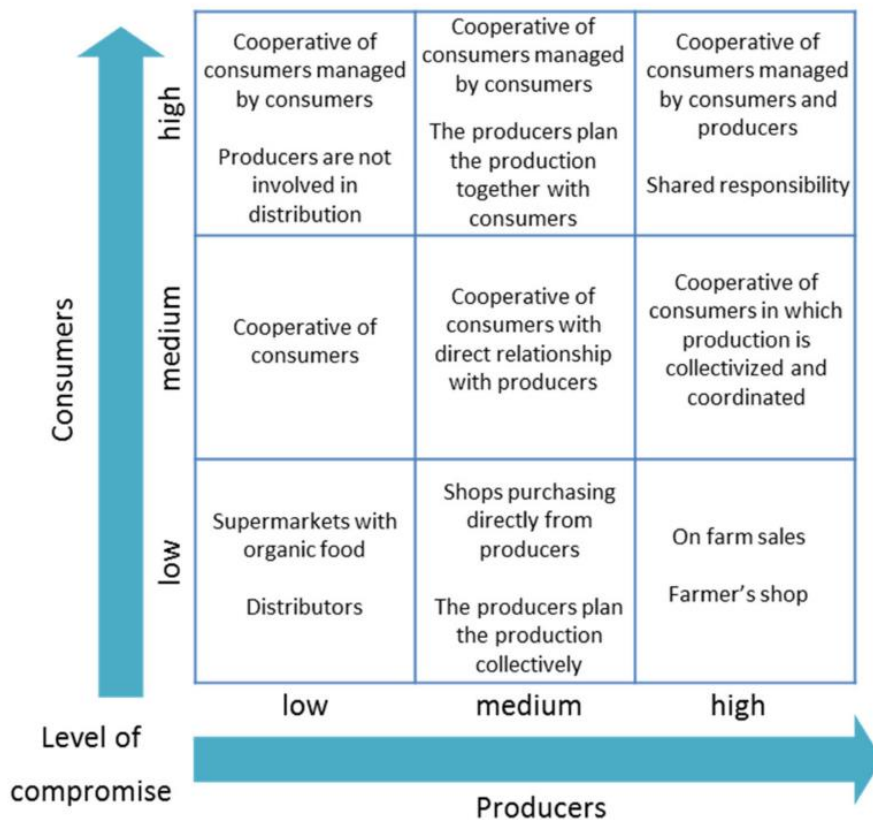 Consumers
high
Cooperative of
consumers managed
by consumers
Producers are not
involved in
distribution
Cooperative of
consumers managed
by consumers
The producers plan
the production
together with
consumers
Cooperative of
consumers managed
by consumers and
producers
Shared responsibility
medium
Cooperative of
consumers
Cooperative of
consumers with
direct relationship
with producers
Cooperative of
consumers in which
production is
collectivized and
coordinated
low
Supermarkets with
organic food
Distributors
Shops purchasing
directly from
producers
The producers plan
the production
collectively
On farm sales
Farmer’s shop
low
medium
high
Level of
compromise
Producers